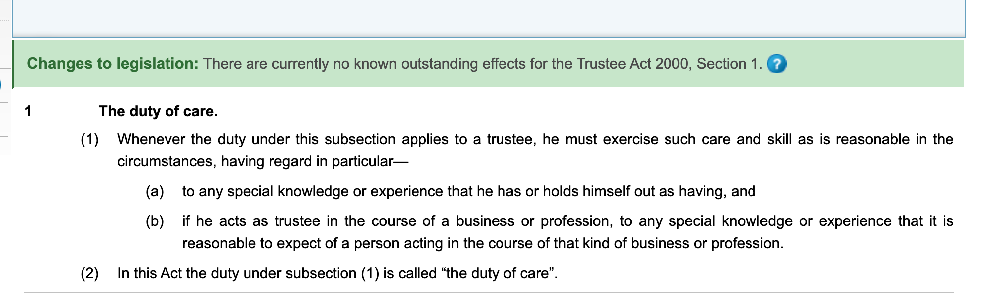 Changes to legislation: There are currently no known outstanding effects for the Trustee Act 2000, Section 1. ?
1 The duty of care.
(1) Whenever the duty under this subsection applies to a trustee, he must exercise such care and skill as is reasonable in the
circumstances, having regard in particular—
(a) to any special knowledge or experience that he has or holds himself out as having, and
(b) if he acts as trustee in the course of a business or profession, to any special knowledge or experience that it is
reasonable to expect of a person acting in the course of that kind of business or profession.
(2) In this Act the duty under subsection (1) is called “the duty of care”.